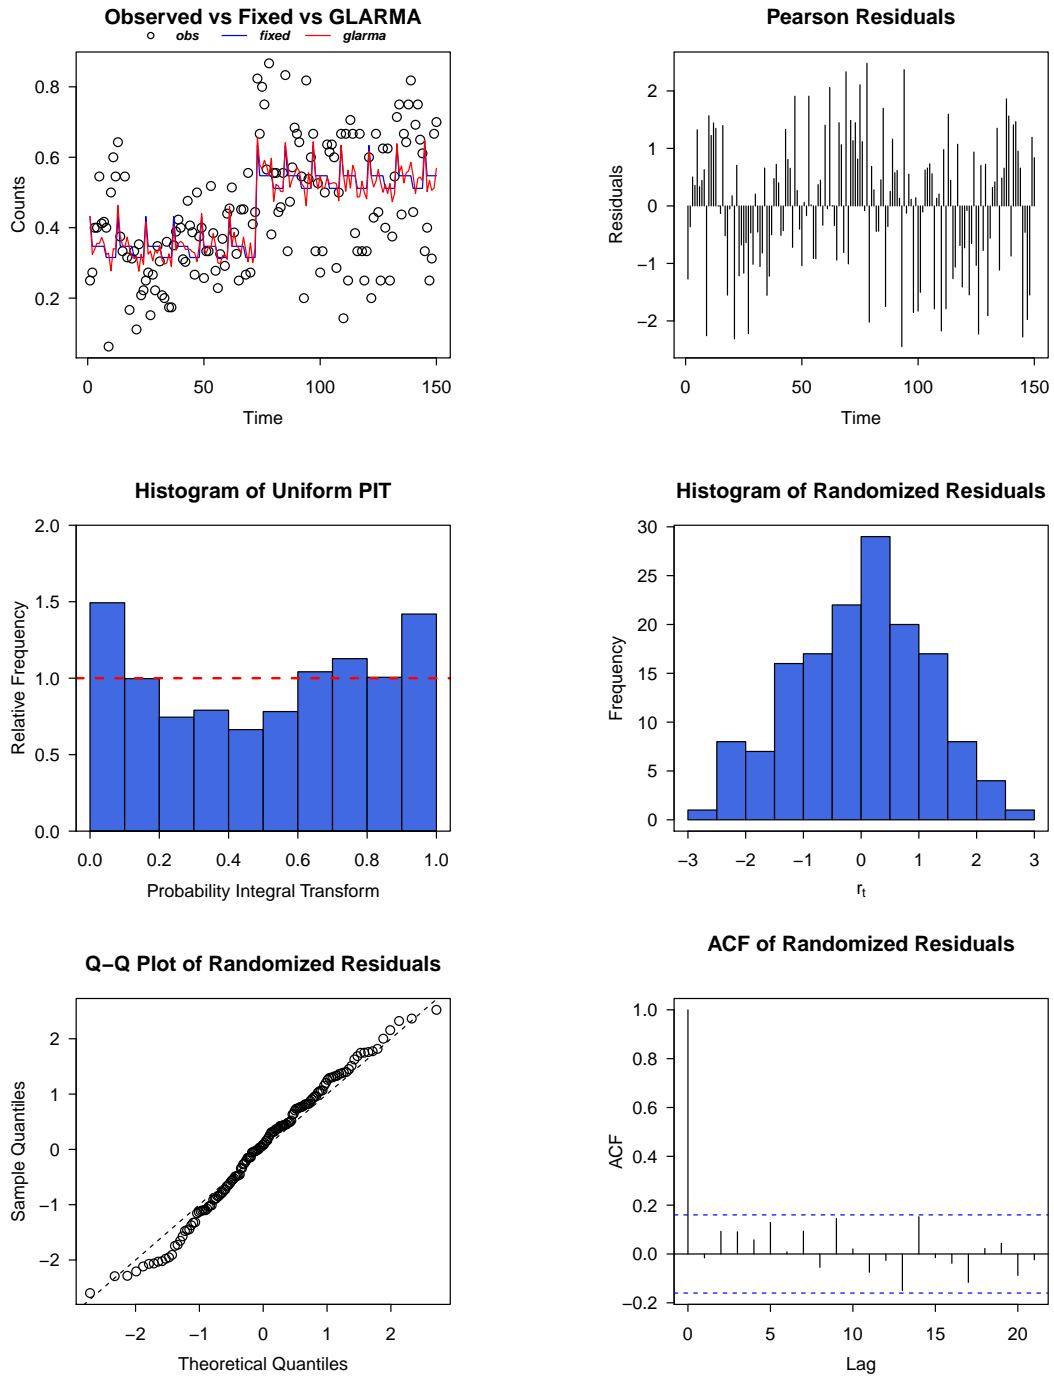 Observed vs Fixed vs GLARMA
obs fixed glarma
Counts
0.8
0.6
0.4
0.2
0 50 100 150
Time
Pearson Residuals
Residuals
2
1
0
−1
−2
0 50 100 150
Time
Histogram of Uniform PIT
Relative Frequency
2.0
1.5
1.0
0.5
0.0
0.0 0.2 0.4 0.6 0.8 1.0
Probability Integral Transform
Histogram of Randomized Residuals
Frequency
30
25
20
15
10
5
0
−3 −2 −1 0 1 2 3
r_t
Q−Q Plot of Randomized Residuals
Sample Quantiles
2
1
0
−1
−2
−2 −1 0 1 2
Theoretical Quantiles
ACF of Randomized Residuals
ACF
1.0
0.8
0.6
0.4
0.2
0.0
−0.2
0 5 10 15 20
Lag